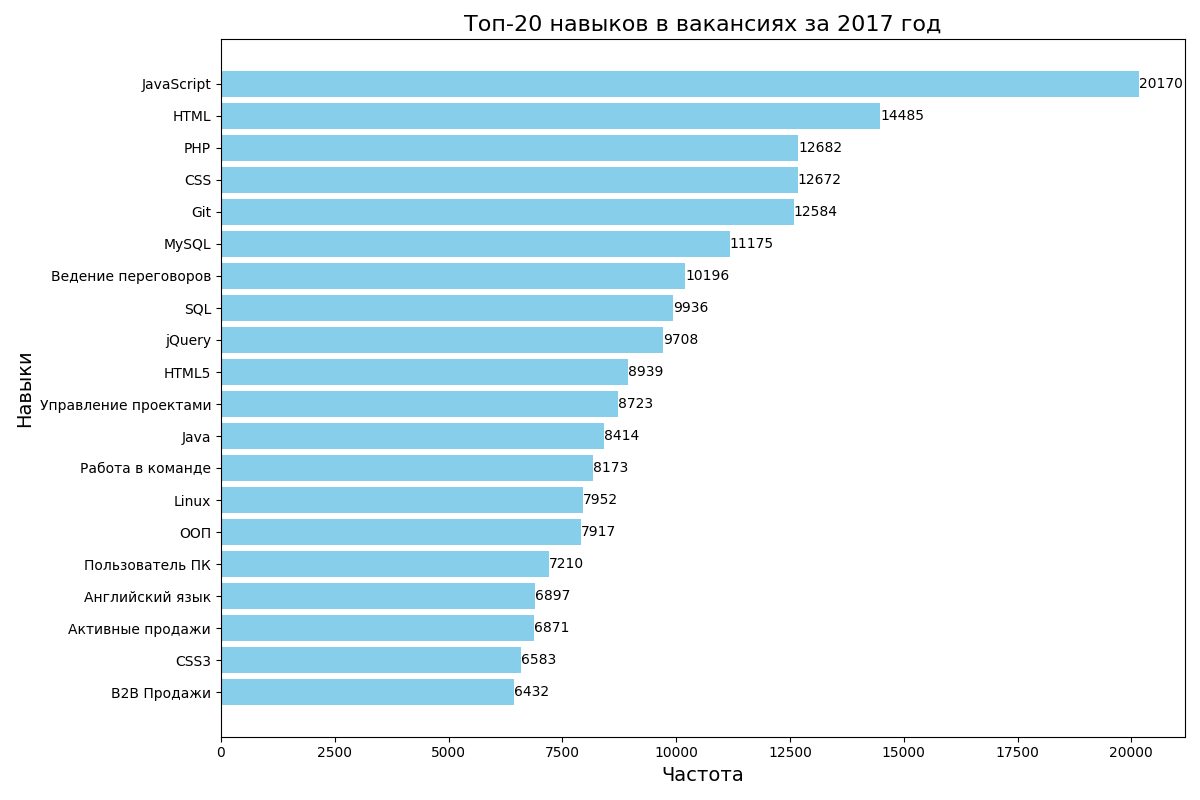 Топ-20 навыков в вакансиях за 2017 год
Навыки
JavaScript 20170
HTML 14485
PHP 12682
CSS 12672
Git 12584
MySQL 11175
Ведение переговоров 10196
SQL 9936
jQuery 9708
HTML5 8939
Управление проектами 8723
Java 8414
Работа в команде 8173
Linux 7952
ООП 7917
Пользователь ПК 7210
Английский язык 6897
Активные продажи 6871
CSS3 6583
B2B Продажи 6432
0 2500 5000 7500 10000 12500 15000 17500 20000
Частота